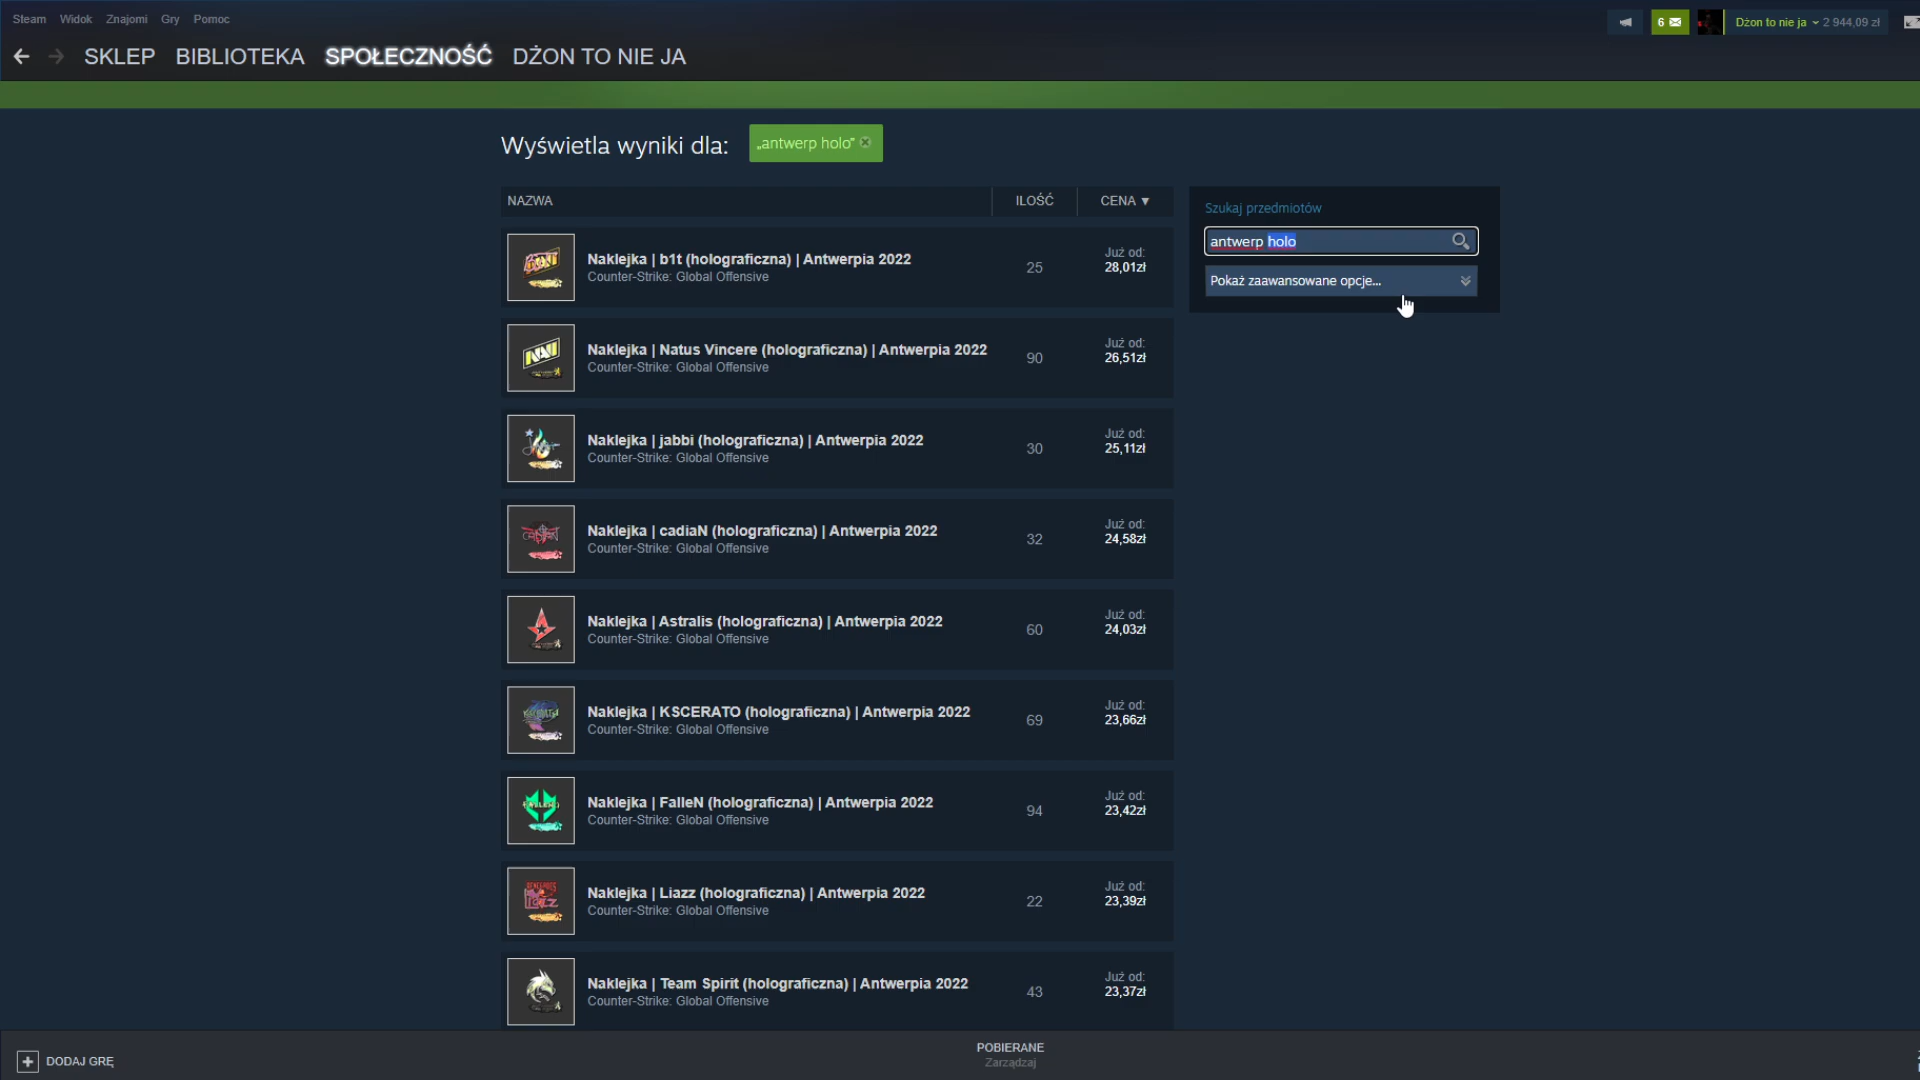 Steam Widok Znajomi Gry Pomoc
6
Dżon to nie ja 2 944,09 zł
SKLEP BIBLIOTEKA SPOŁECZNOŚĆ DŻON TO NIE JA
Wyświetla wyniki dla: „antwerp holo”
NAZWA ILOŚĆ CENA ▼
Naklejka | b1t (holograficzna) | Antwerpia 2022
Counter-Strike: Global Offensive
25
Już od:
28,01zł
Naklejka | Natus Vincere (holograficzna) | Antwerpia 2022
Counter-Strike: Global Offensive
90
Już od:
26,51zł
Naklejka | jabbi (holograficzna) | Antwerpia 2022
Counter-Strike: Global Offensive
30
Już od:
25,11zł
Naklejka | cadiaN (holograficzna) | Antwerpia 2022
Counter-Strike: Global Offensive
32
Już od:
24,58zł
Naklejka | Astralis (holograficzna) | Antwerpia 2022
Counter-Strike: Global Offensive
60
Już od:
24,03zł
Naklejka | KSCERATO (holograficzna) | Antwerpia 2022
Counter-Strike: Global Offensive
69
Już od:
23,66zł
Naklejka | FalleN (holograficzna) | Antwerpia 2022
Counter-Strike: Global Offensive
94
Już od:
23,42zł
Naklejka | Liazz (holograficzna) | Antwerpia 2022
Counter-Strike: Global Offensive
22
Już od:
23,39zł
Naklejka | Team Spirit (holograficzna) | Antwerpia 2022
Counter-Strike: Global Offensive
43
Już od:
23,37zł
Szukaj przedmiotów
antwerp holo
Pokaż zaawansowane opcje...
DODAJ GRĘ
POBIERANE
Zarządzaj